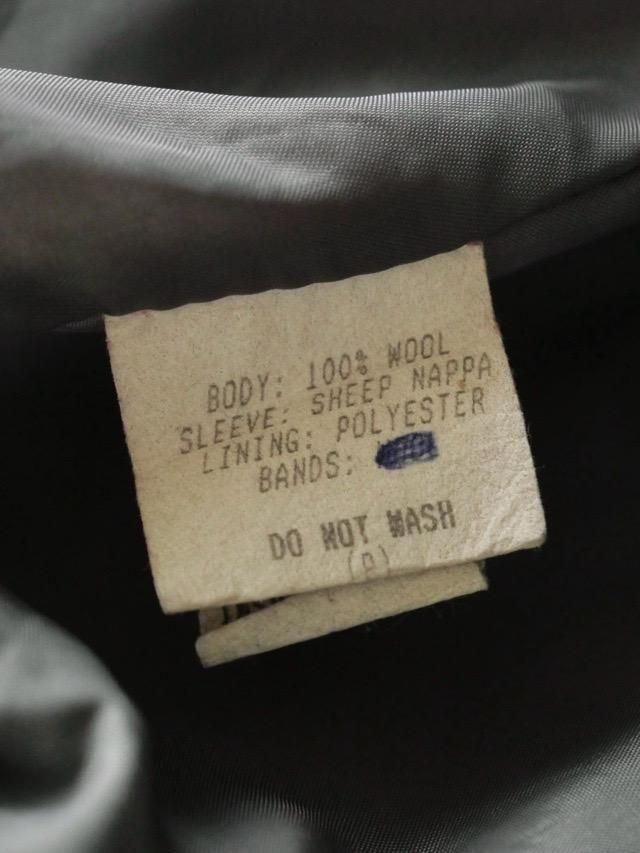 BODY: 100% WOOL
SLEEVE: SHEEP NAPPA
LINING: POLYESTER
BANDS:
DO NOT WASH
(P)